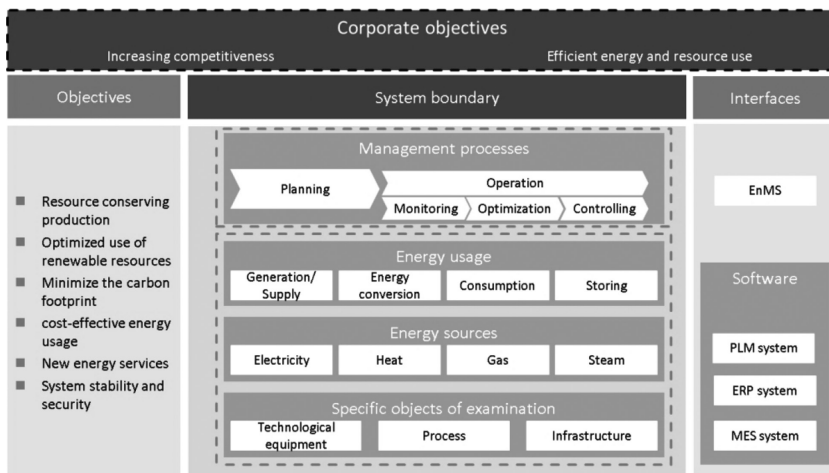 Corporate objectives
Increasing competitiveness
Efficient energy and resource use
Objectives
Resource conserving
production
Optimized use of
renewable resources
Minimize the carbon
footprint
cost-effective energy
usage
New energy services
System stability and
security
System boundary
Management processes
Planning
Operation
Monitoring
Optimization
Controlling
Energy usage
Generation/
Supply
Energy
conversion
Consumption
Storing
Energy sources
Electricity
Heat
Gas
Steam
Specific objects of examination
Technological
equipment
Process
Infrastructure
Interfaces
EnMS
Software
PLM system
ERP system
MES system